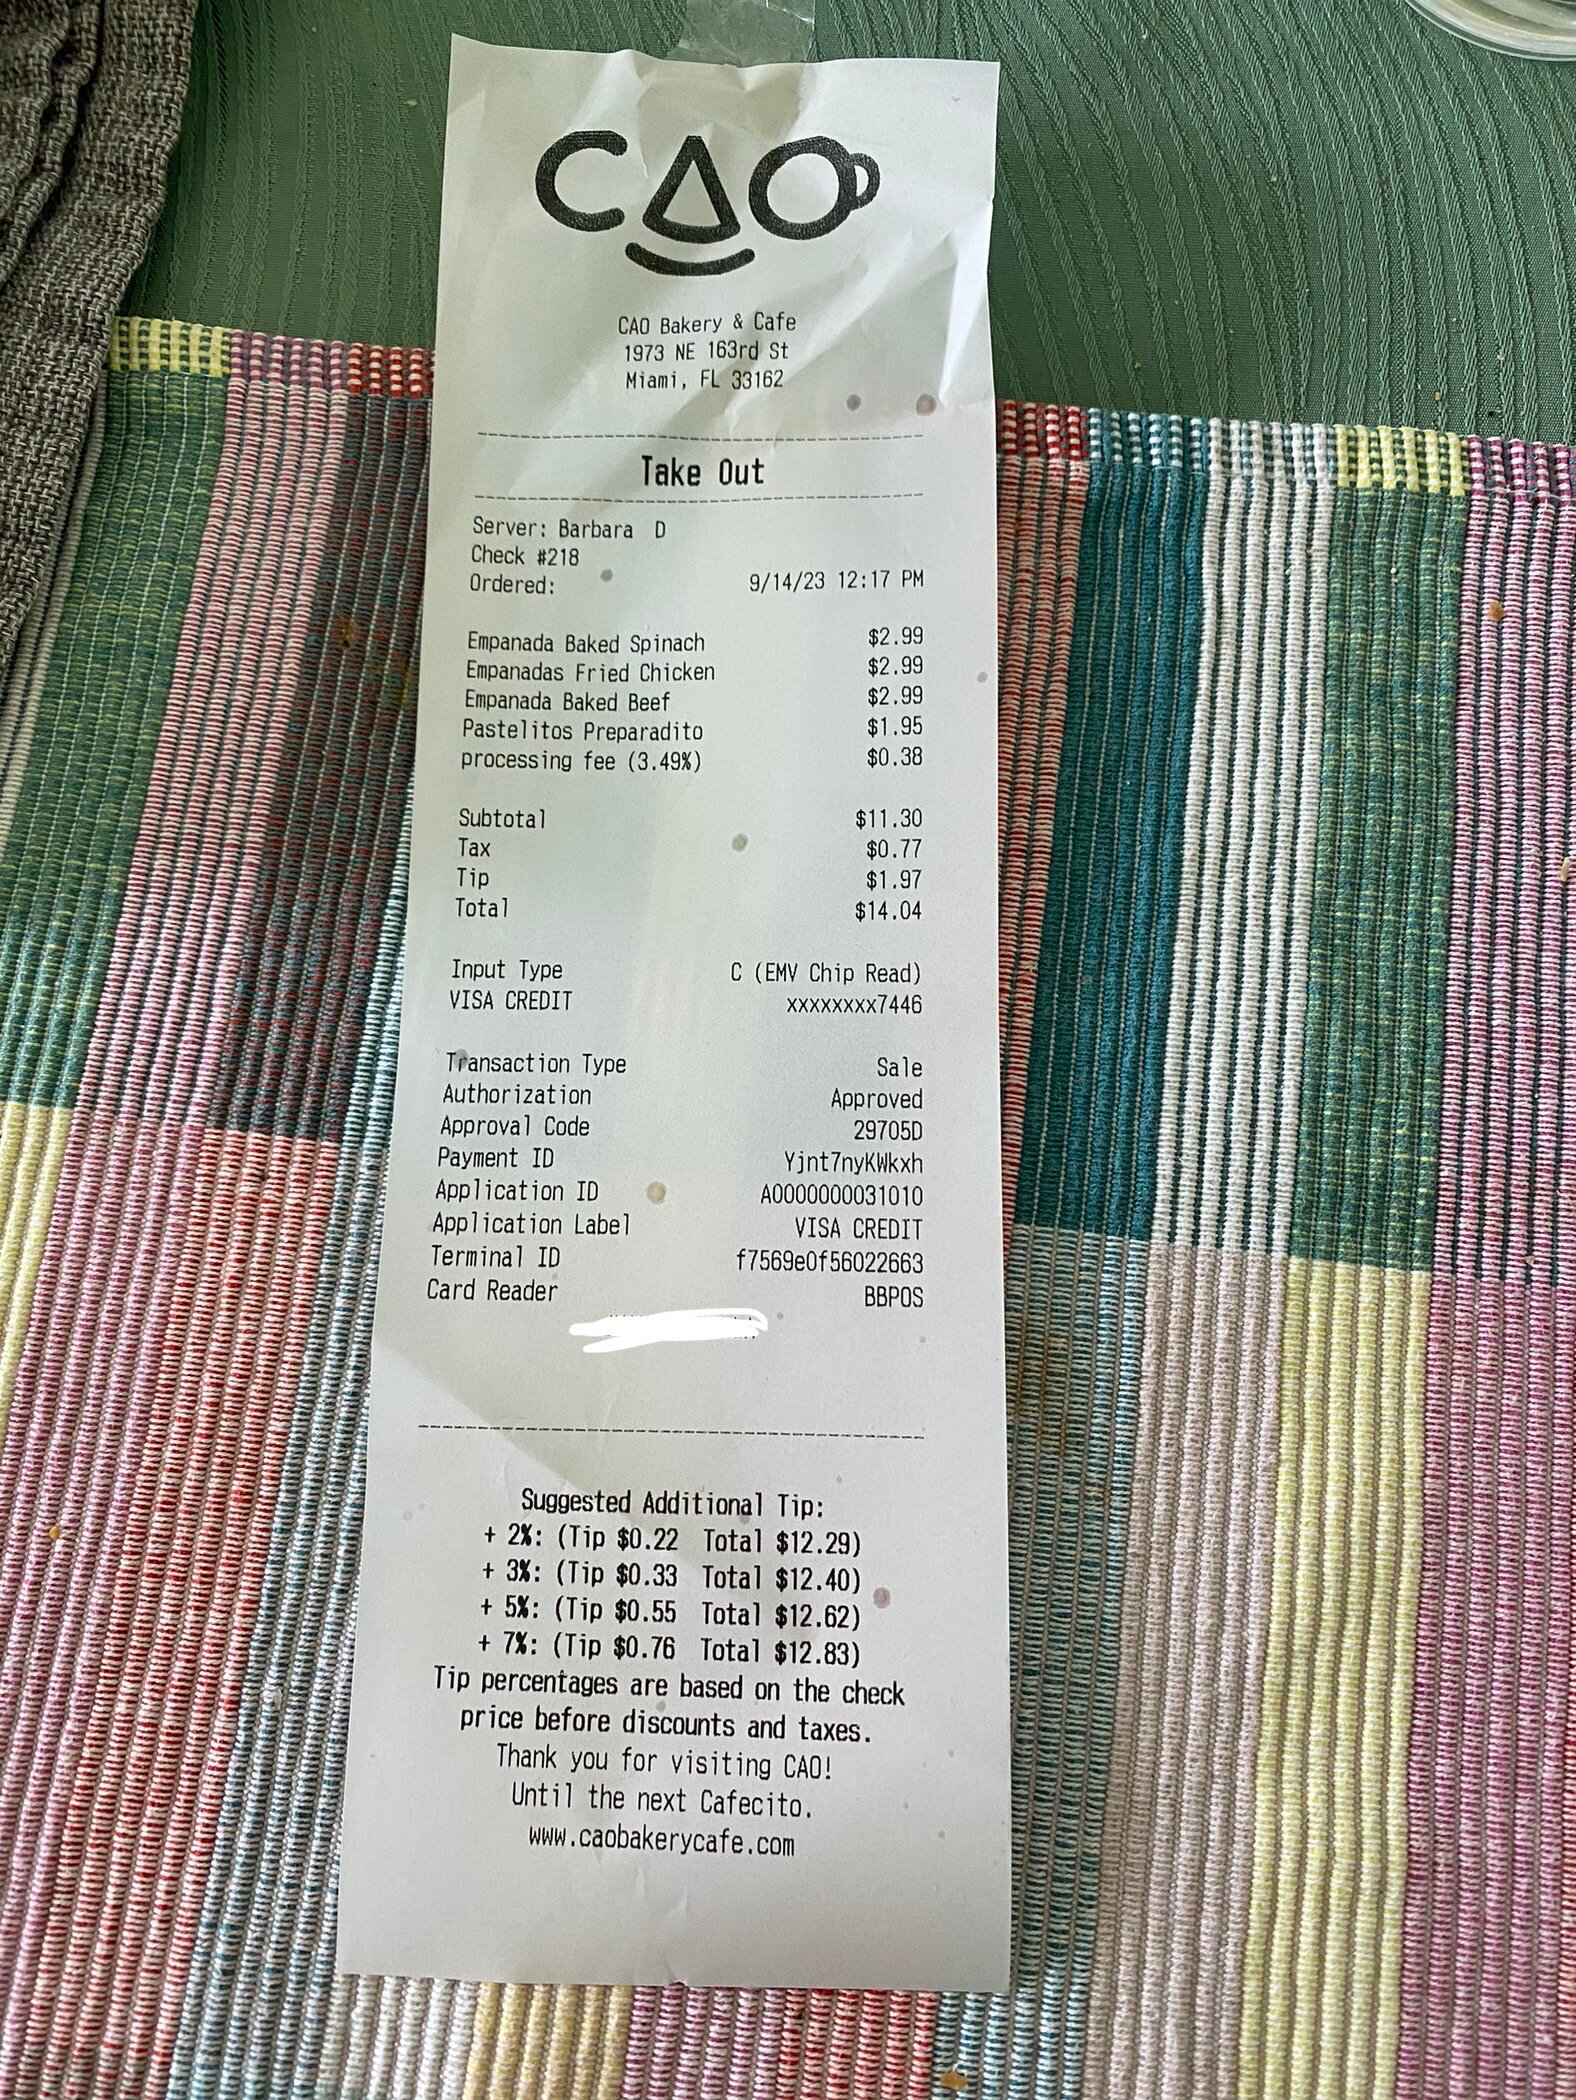 CAO
CAO Bakery & Cafe
1973 NE 163rd St
Miami, FL 33162
Take Out
Server: Barbara D
Check #218
Ordered: 9/14/23 12:17 PM
Empanada Baked Spinach $2.99
Empanadas Fried Chicken $2.99
Empanada Baked Beef $2.99
Pastelitos Preparadito $1.95
processing fee (3.49%) $0.38
Subtotal $11.30
Tax $0.77
Tip $1.97
Total $14.04
Input Type C (EMV Chip Read)
VISA CREDIT xxxxxxxx7446
Transaction Type Sale
Authorization Approved
Approval Code 29705D
Payment ID Yjnt7nyKWkxh
Application ID A0000000031010
Application Label VISA CREDIT
Terminal ID f7569e0f56022663
Card Reader BBPOS
Suggested Additional Tip:
+ 2%: (Tip $0.22 Total $12.29)
+ 3%: (Tip $0.33 Total $12.40)
+ 5%: (Tip $0.55 Total $12.62)
+ 7%: (Tip $0.76 Total $12.83)
Tip percentages are based on the check
price before discounts and taxes.
Thank you for visiting CAO!
Until the next Cafecito.
www.caobakerycafe.com